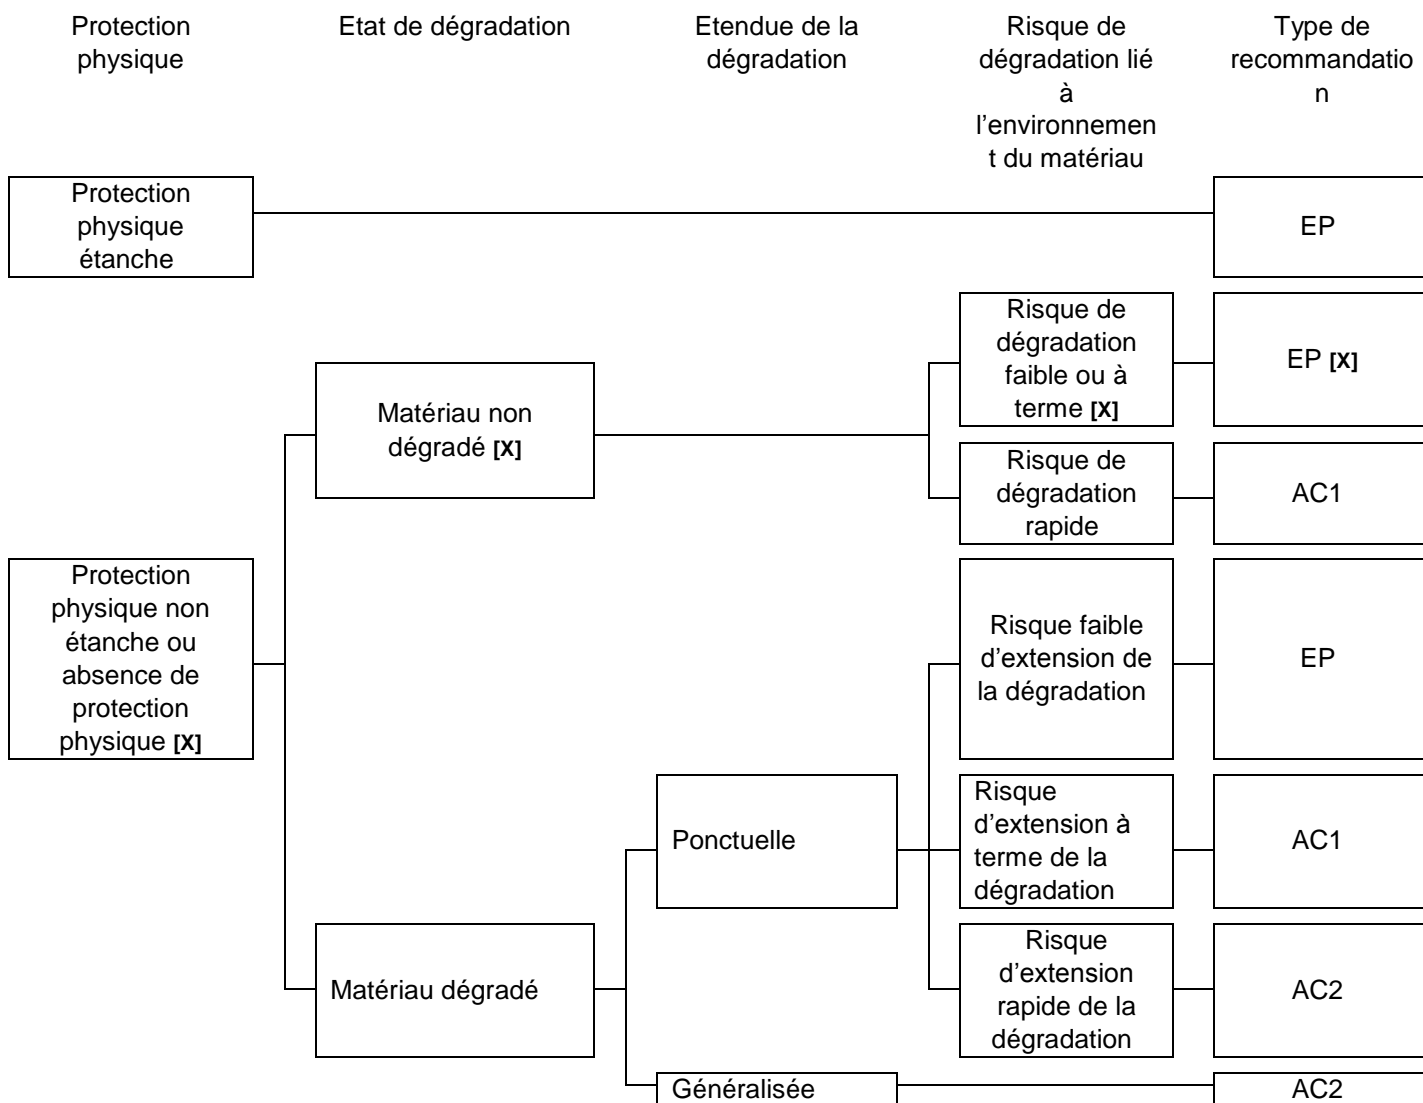 Protection
physique
Etat de dégradation
Etendue de la
dégradation
Risque de
dégradation lié
à
l'environnemen
t du matériau
Type de
recommandatio
n
Protection
physique
étanche
EP
Risque de
dégradation
faible ou à
terme [X]
EP [X]
Matériau non
dégradé [X]
Risque de
dégradation
rapide
AC1
Protection
physique non
étanche ou
absence de
protection
physique [X]
Risque faible
d'extension de
la dégradation
EP
Ponctuelle
Risque
d'extension à
terme de la
dégradation
AC1
Matériau dégradé
Risque
d'extension
rapide de la
dégradation
AC2
Généralisée
AC2